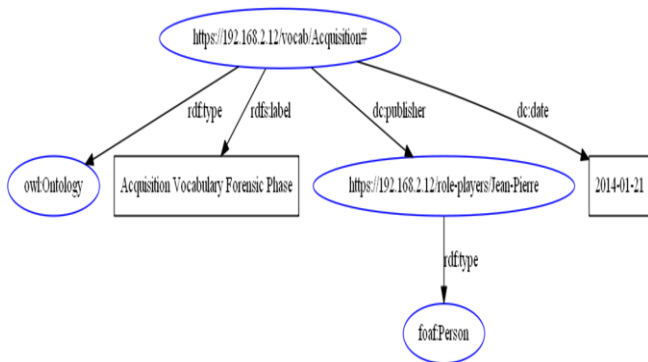 https://192.168.2.12/vocab/Acquisition#
rdf:type
rdfs:label
dc:publisher
dc:date
owl:Ontology
Acquisition Vocabulary Forensic Phase
https://192.168.2.12/role-players/Jean-Pierre
2014-01-21
rdf:type
foaf:Person